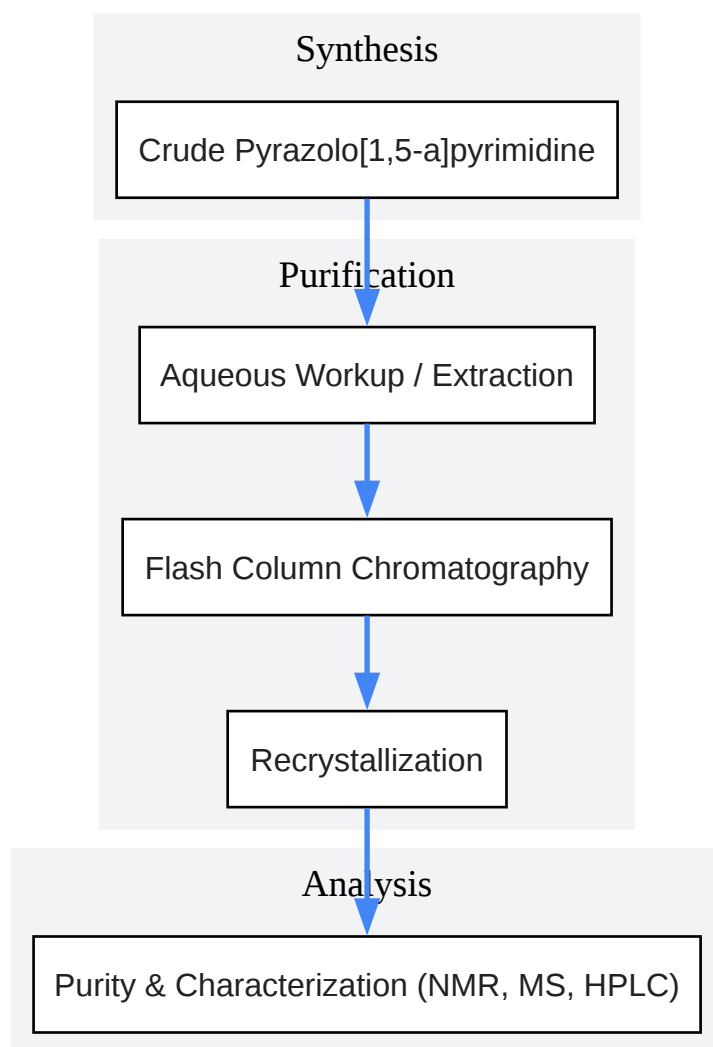 Synthesis
Crude Pyrazolo[1,5-a]pyrimidine
Purification
Aqueous Workup / Extraction
Flash Column Chromatography
Recrystallization
Analysis
Purity & Characterization (NMR, MS, HPLC)